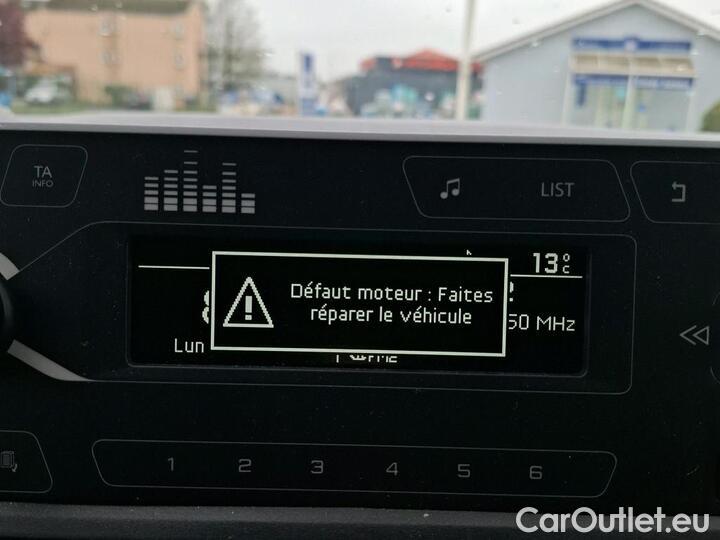 TA
INFO
LIST
13°C
Défaut moteur : Faites
réparer le véhicule
50 MHz
Lun
1 2 3 4 5 6
CarOutlet.eu